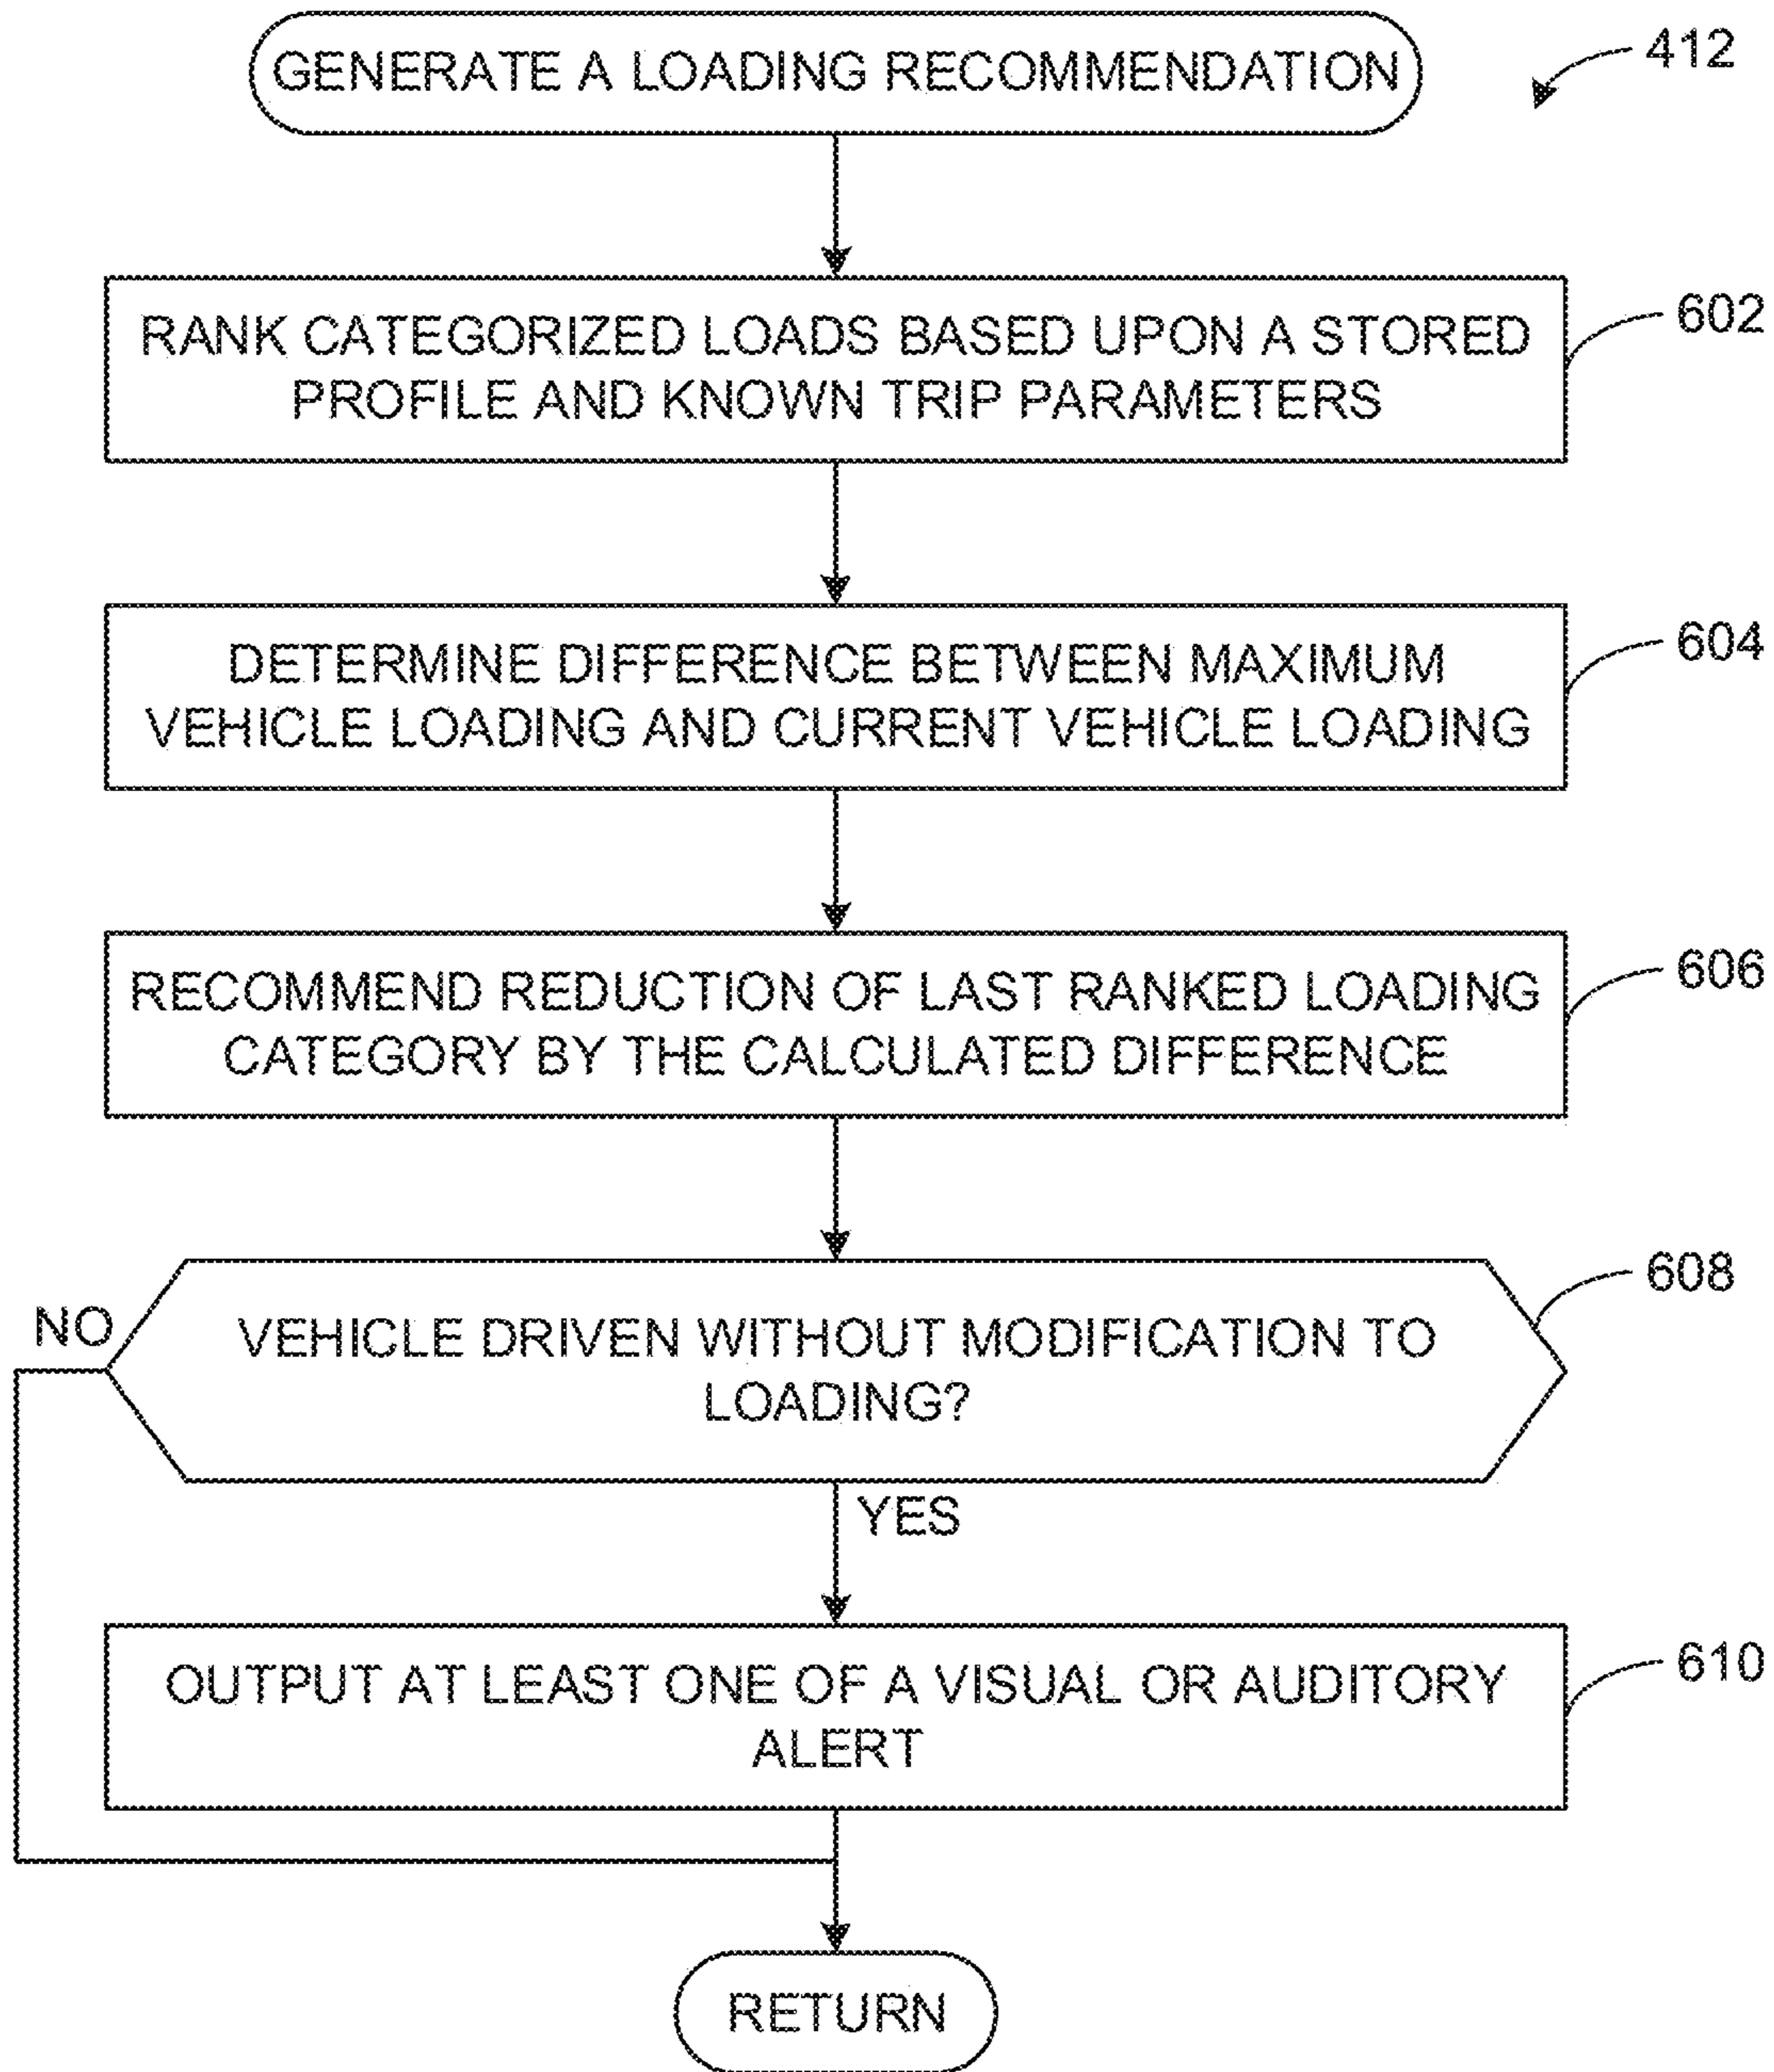 GENERATE A LOADING RECOMMENDATION
412
RANK CATEGORIZED LOADS BASED UPON A STORED
PROFILE AND KNOWN TRIP PARAMETERS
602
DETERMINE DIFFERENCE BETWEEN MAXIMUM
VEHICLE LOADING AND CURRENT VEHICLE LOADING
604
RECOMMEND REDUCTION OF LAST RANKED LOADING
CATEGORY BY THE CALCULATED DIFFERENCE
606
NO
VEHICLE DRIVEN WITHOUT MODIFICATION TO
LOADING?
608
YES
OUTPUT AT LEAST ONE OF A VISUAL OR AUDITORY
ALERT
610
RETURN